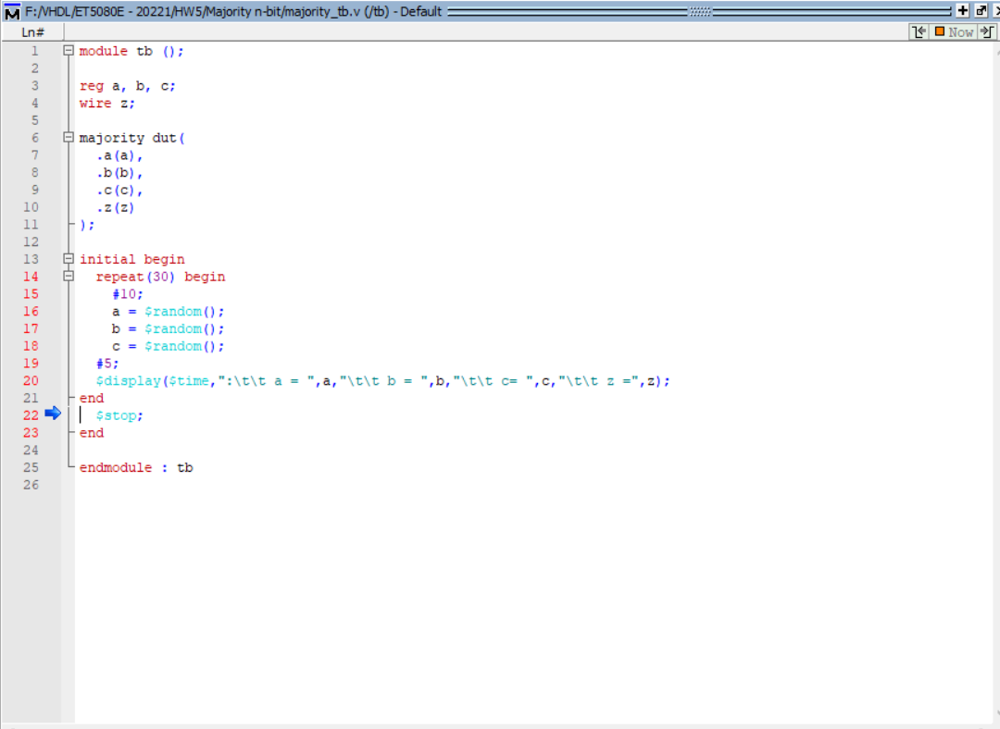 F:/VHDL/ET5080E - 20221/HW5/Majority n-bit/majority_tb.v (/tb) - Default
Ln# Now
1 module tb ();
2
3 reg a, b, c;
4 wire z;
5
6 majority dut(
7 .a(a),
8 .b(b),
9 .c(c),
10 .z(z)
11 );
12
13 initial begin
14 repeat(30) begin
15 #10;
16 a = $random();
17 b = $random();
18 c = $random();
19 #5;
20 $display($time,":\t\t a = ",a,"\t\t b = ",b,"\t\t c= ",c,"\t\t z =",z);
21 end
22 $stop;
23 end
24
25 endmodule : tb
26